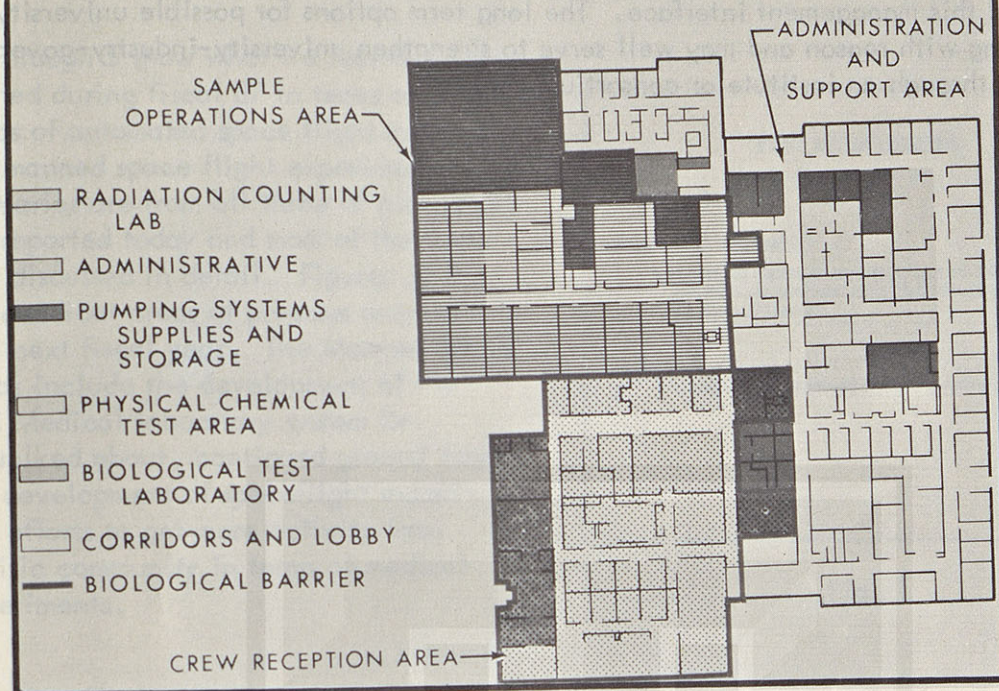 SAMPLE
OPERATIONS AREA
ADMINISTRATION
AND
SUPPORT AREA
RADIATION COUNTING
LAB
ADMINISTRATIVE
PUMPING SYSTEMS
SUPPLIES AND
STORAGE
PHYSICAL CHEMICAL
TEST AREA
BIOLOGICAL TEST
LABORATORY
CORRIDORS AND LOBBY
BIOLOGICAL BARRIER
CREW RECEPTION AREA